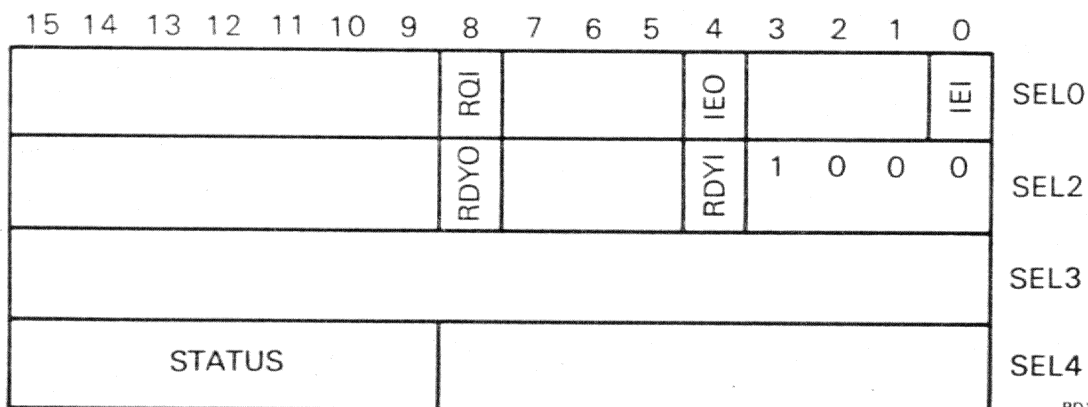 15 14 13 12 11 10 9 8 7 6 5 4 3 2 1 0
RQI IEO IEI SEL0
RDYO RDYI 1 0 0 0 SEL2
SEL3
STATUS SEL4